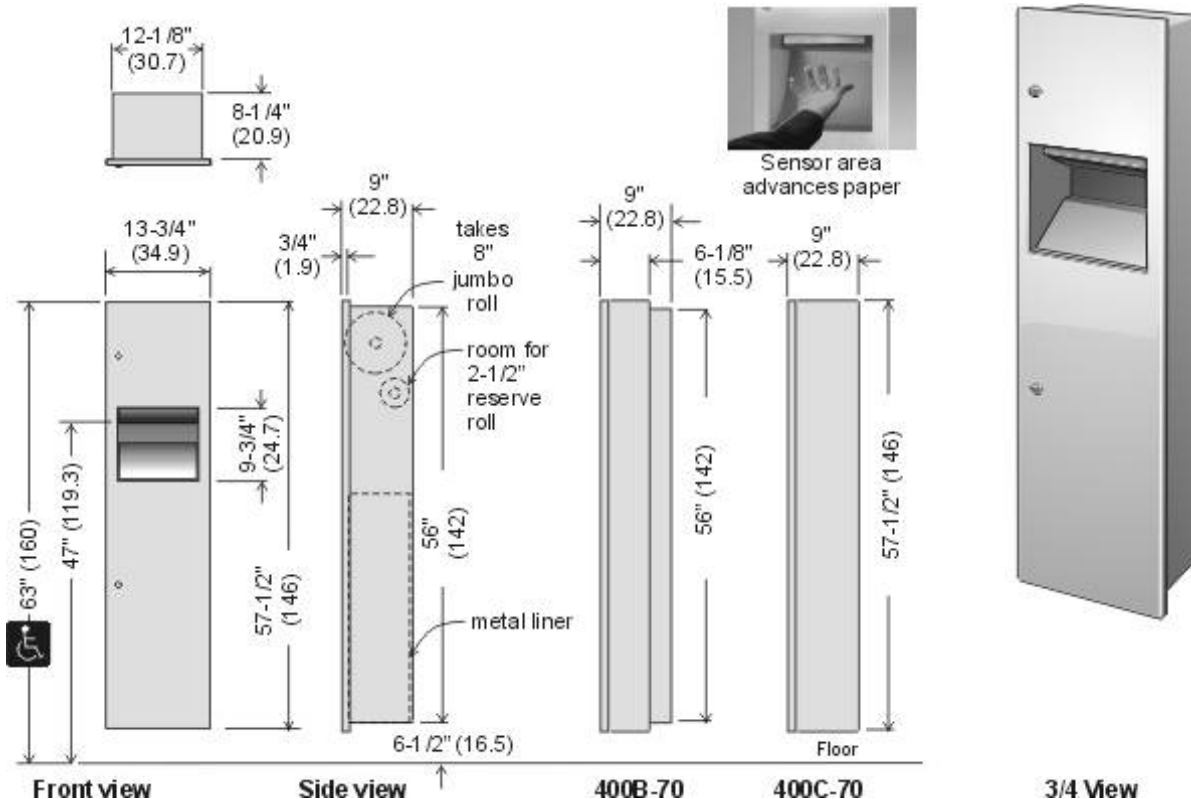 12-1/8"
(30.7)
8-1/4"
(20.9)
Sensor area
advances paper
13-3/4"
(34.9)
9"
(22.8)
3/4"
(1.9)
takes
8"
jumbo
roll
room for
2-1/2"
reserve
roll
9"
(22.8)
6-1/8"
(15.5)
9"
(22.8)
63" (160)
47" (119.3)
9-3/4"
(24.7)
57-1/2"
(146)
56"
(142)
metal liner
56" (142)
57-1/2" (146)
6-1/2" (16.5)
Floor
Front view
Side view
400B-70
400C-70
3/4 View